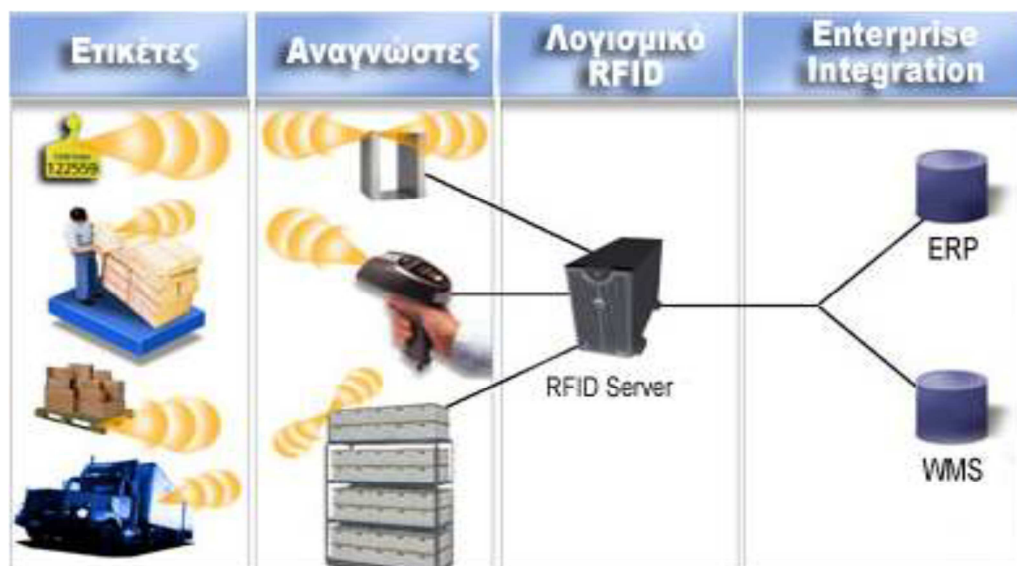 Ετικέτες
Αναγνώστες
Λογισμικό
RFID
Enterprise
Integration
122559
RFID Server
ERP
WMS